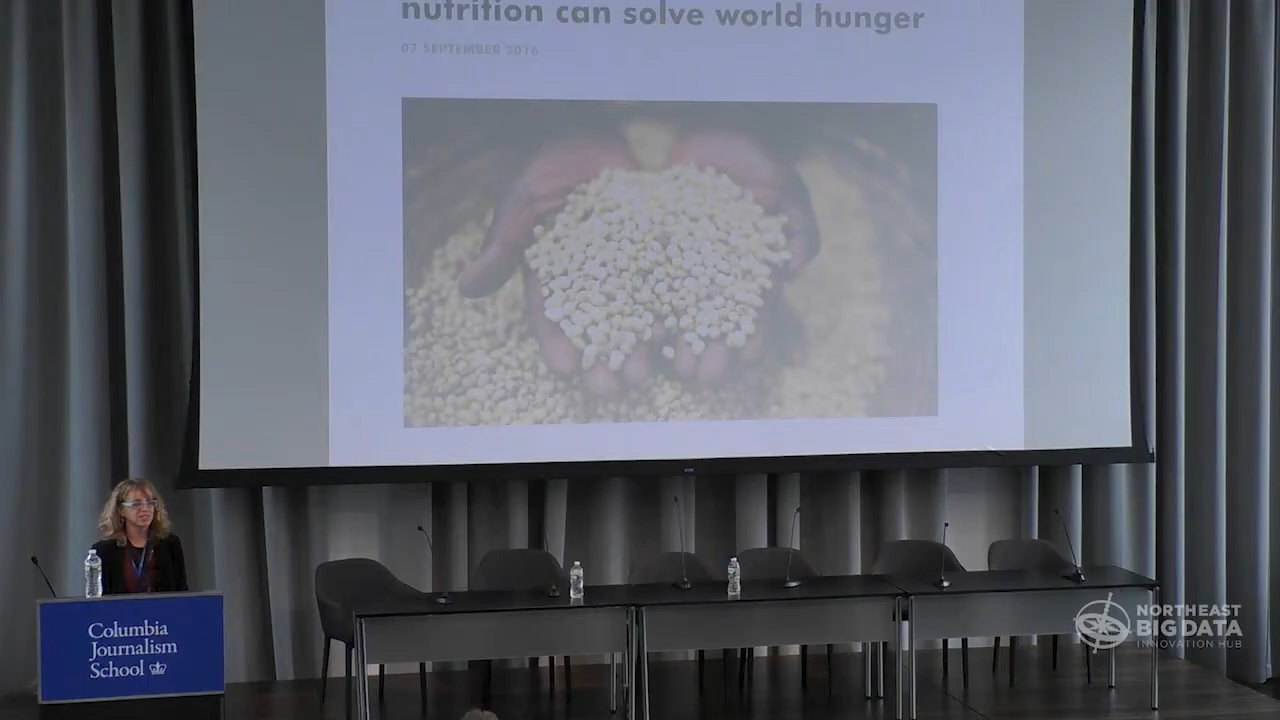 nutrition can solve world hunger
07 SEPTEMBER 2016
Columbia
Journalism
School
NORTHEAST
BIG DATA
INNOVATION HUB